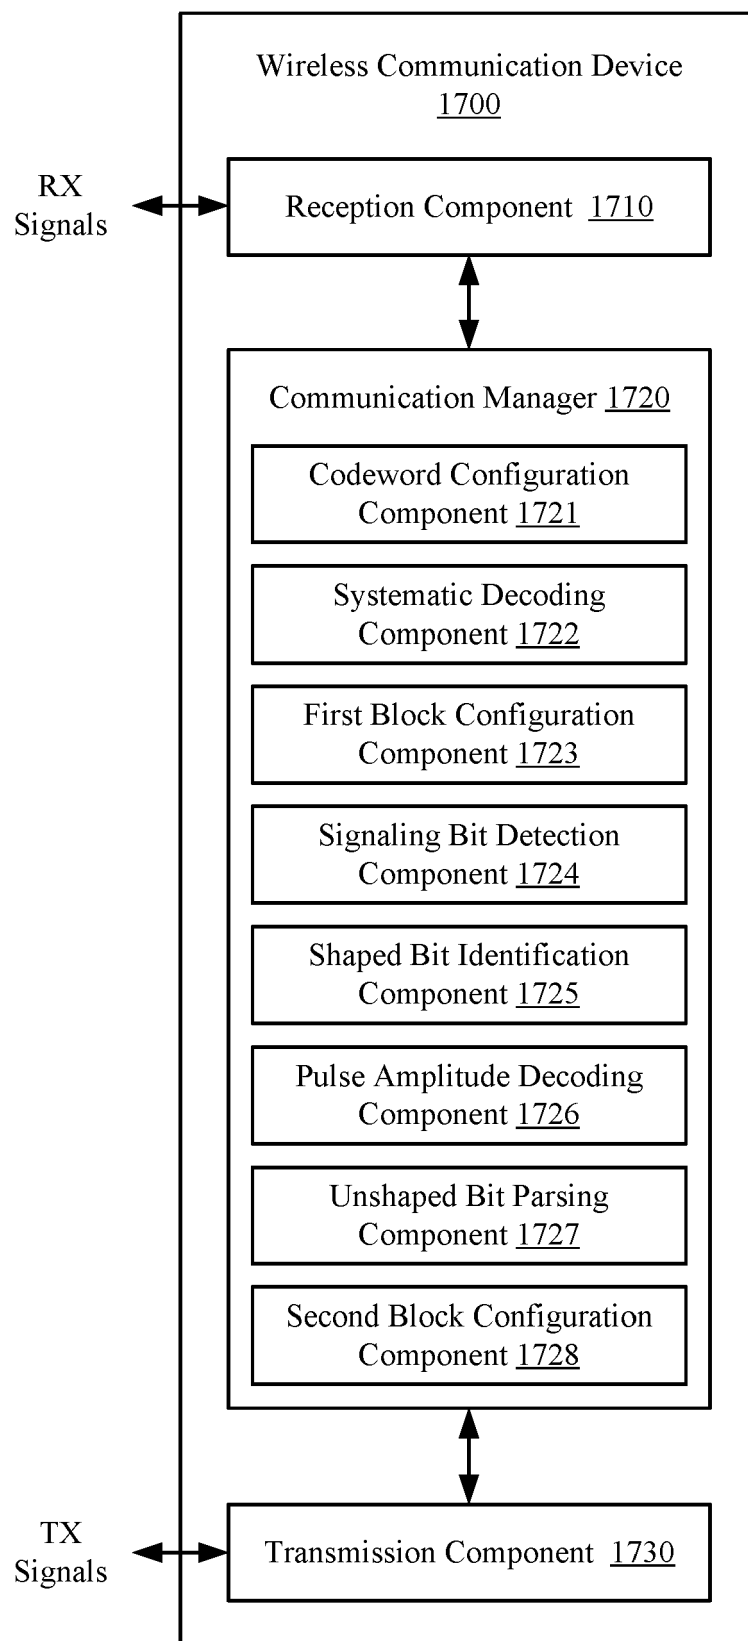 Wireless Communication Device
1700
RX
Signals
Reception Component 1710
Communication Manager 1720
Codeword Configuration
Component 1721
Systematic Decoding
Component 1722
First Block Configuration
Component 1723
Signaling Bit Detection
Component 1724
Shaped Bit Identification
Component 1725
Pulse Amplitude Decoding
Component 1726
Unshaped Bit Parsing
Component 1727
Second Block Configuration
Component 1728
TX
Signals
Transmission Component 1730